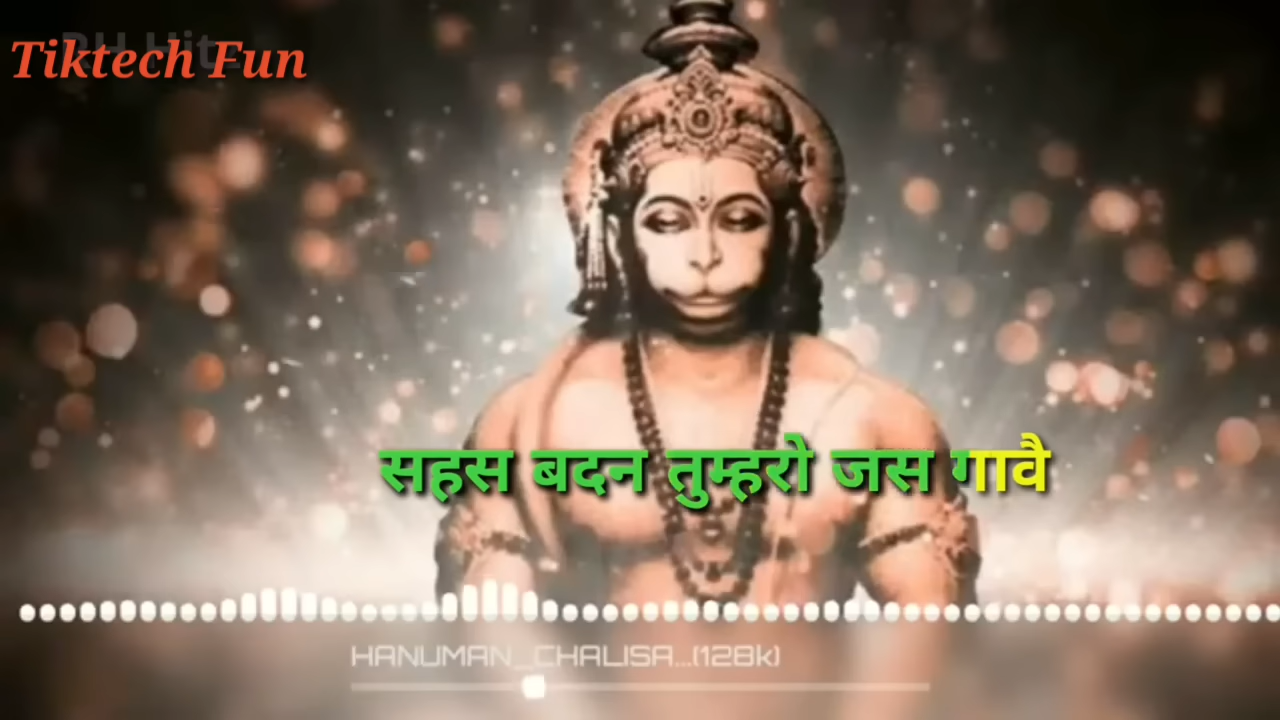 Tiktech Fun
सहस बदन तुम्हरो जस गावै
HANUMAN_CHALISA...(128k)